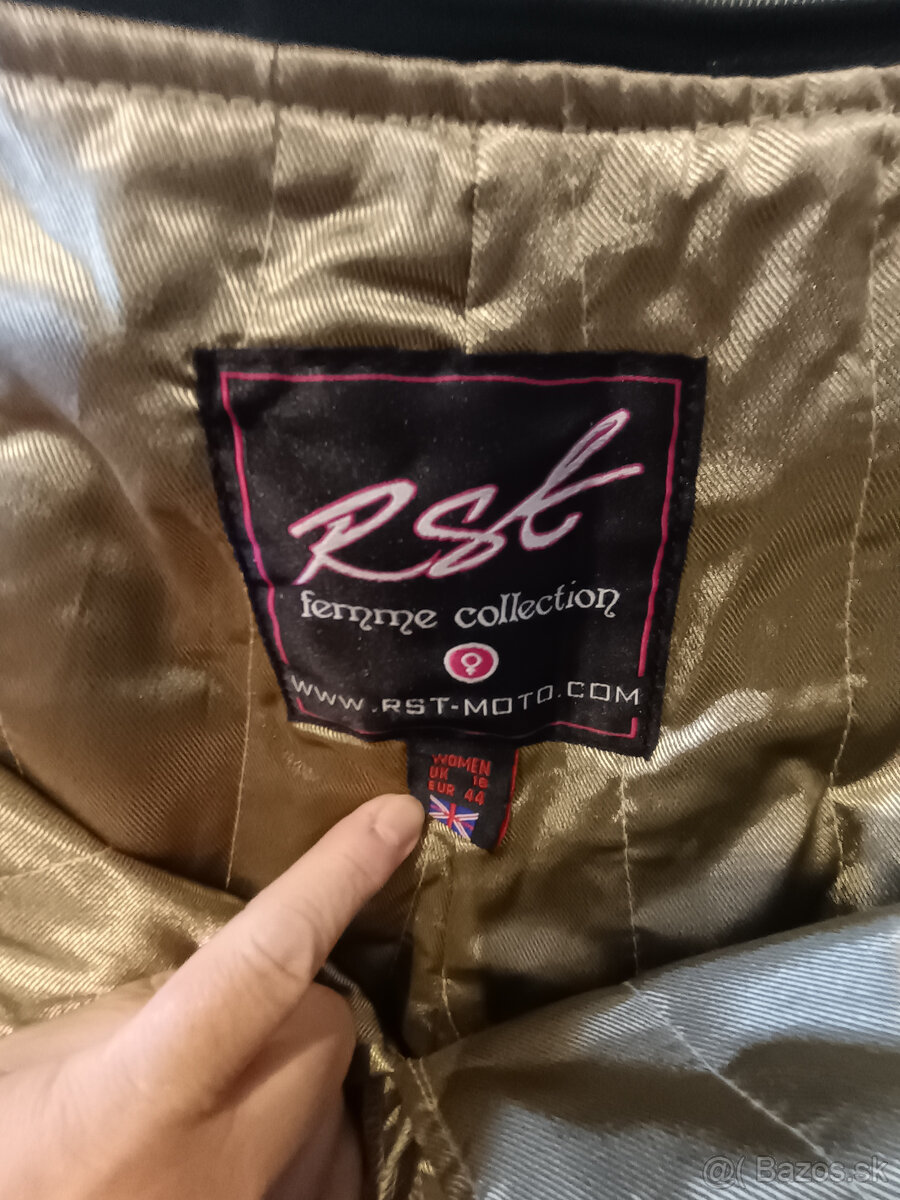 RSt
femme collection
WWW.RST-MOTO.COM
WOMEN
UK 16
EUR 44
@( Bazos.sk